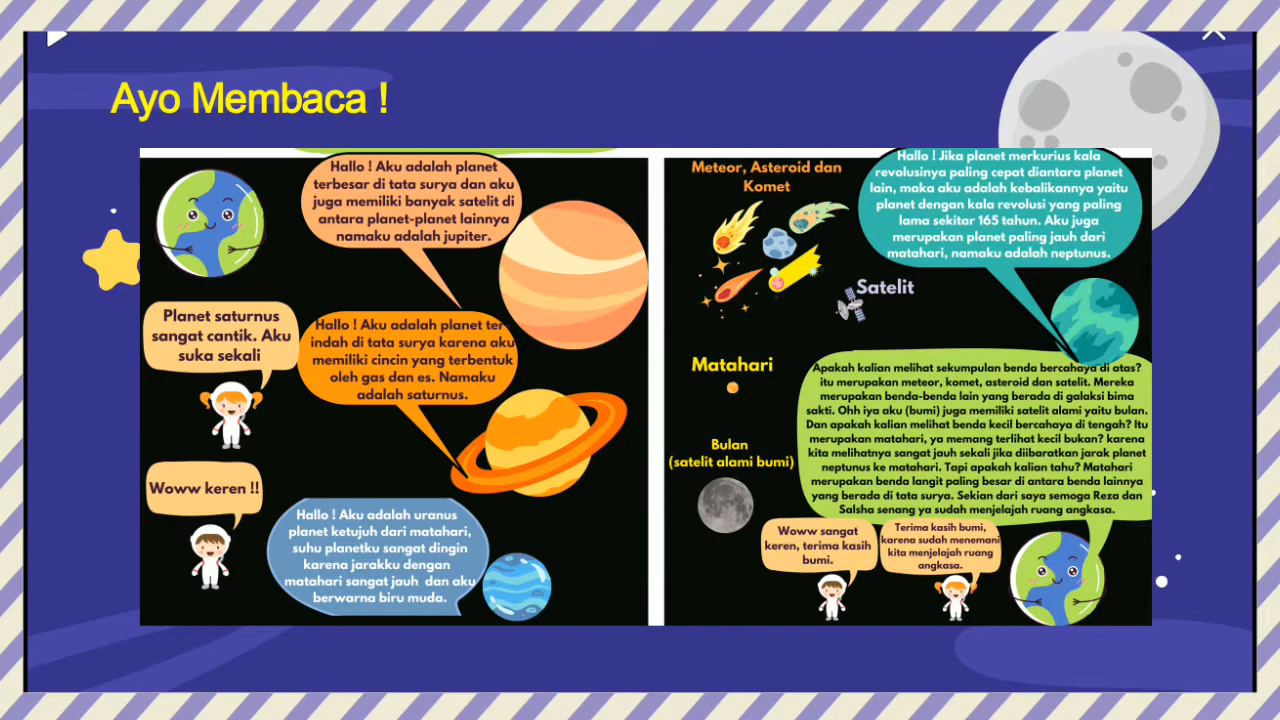 Ayo Membaca !
Hallo ! Aku adalah planet
terbesar di tata surya dan aku
juga memiliki banyak satelit di
antara planet-planet lainnya
namaku adalah jupiter.
Planet saturnus
sangat cantik. Aku
suka sekali
Hallo ! Aku adalah planet ter
indah di tata surya karena aku
memiliki cincin yang terbentuk
oleh gas dan es. Namaku
adalah saturnus.
Woww keren !!
Hallo ! Aku adalah uranus
planet ketujuh dari matahari,
suhu planetku sangat dingin
karena jarakku dengan
matahari sangat jauh dan aku
berwarna biru muda.
Meteor, Asteroid dan
Komet
Hallo ! Jika planet merkurius kala
revolusinya paling cepat diantara planet
lain, maka aku adalah kebalikannya yaitu
planet dengan kala revolusi yang paling
lama sekitar 165 tahun. Aku juga
merupakan planet paling jauh dari
matahari, namaku adalah neptunus.
Satelit
Matahari
Bulan
(satelit alami bumi)
Apakah kalian melihat sekumpulan benda bercahaya di atas?
itu merupakan meteor, komet, asteroid dan satelit. Mereka
merupakan benda-benda lain yang berada di galaksi bima
sakti. Ohh iya aku (bumi) juga memiliki satelit alami yaitu bulan.
Dan apakah kalian melihat benda kecil bercahaya di tengah? Itu
merupakan matahari, ya memang terlihat kecil bukan? karena
kita melihatnya sangat jauh sekali jika diibaratkan jarak planet
neptunus ke matahari. Tapi apakah kalian tahu? Matahari
merupakan benda langit paling besar di antara benda lainnya
yang berada di tata surya. Sekian dari saya semoga Reza dan
Salsha senang ya sudah menjelajah ruang angkasa.
Woww sangat
keren, terima kasih
bumi.
Terima kasih bumi,
karena sudah menemani
kita menjelajah ruang
angkasa.